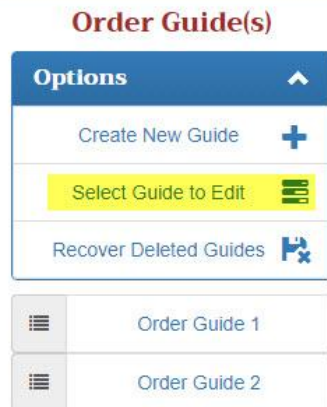 Order Guide(s)
Options
Create New Guide
Select Guide to Edit
Recover Deleted Guides
Order Guide 1
Order Guide 2